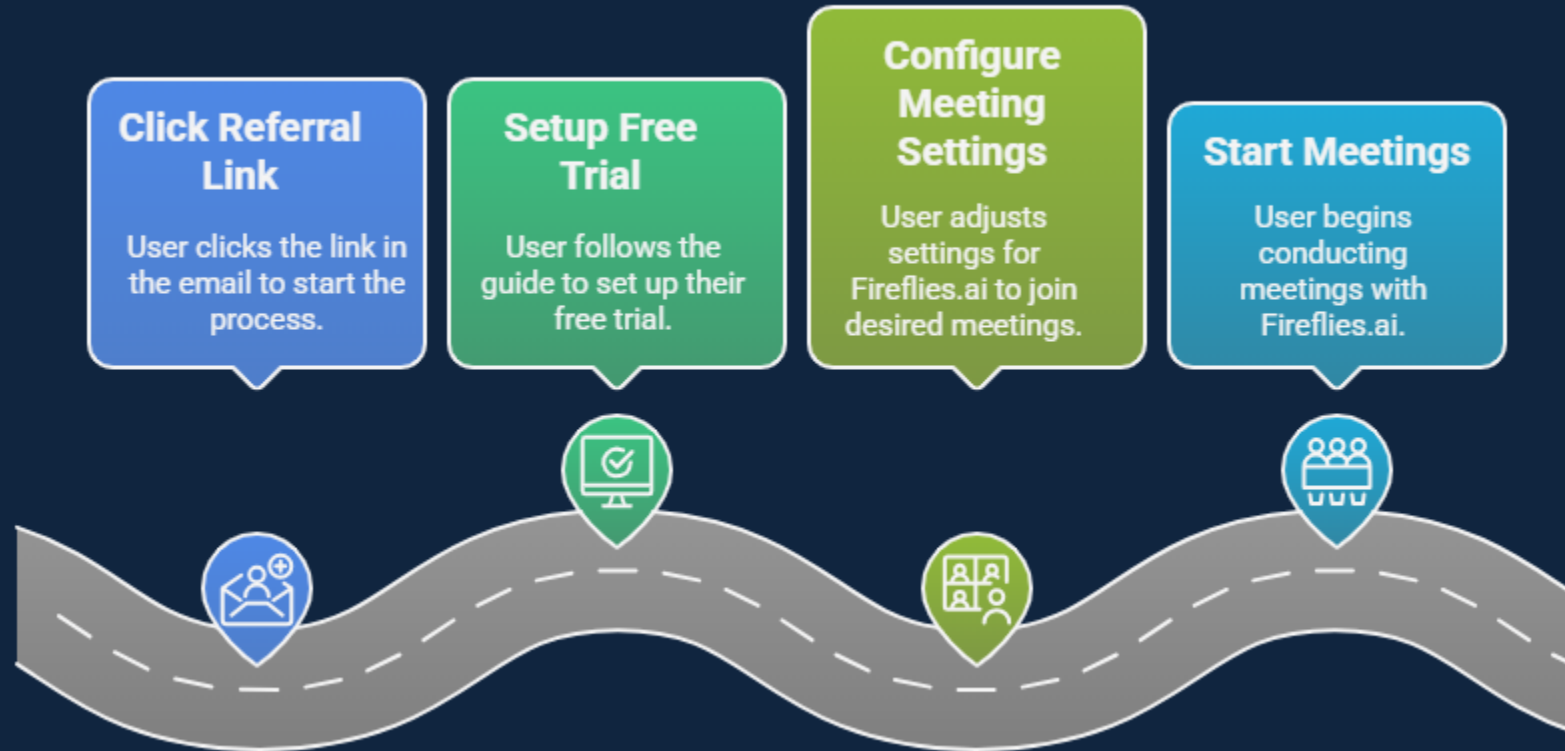 Click Referral
Link
User clicks the link in
the email to start the
process.
Setup Free
Trial
User follows the
guide to set up their
free trial.
Configure
Meeting
Settings
User adjusts
settings for
Fireflies.ai to join
desired meetings.
Start Meetings
User begins
conducting
meetings with
Fireflies.ai.